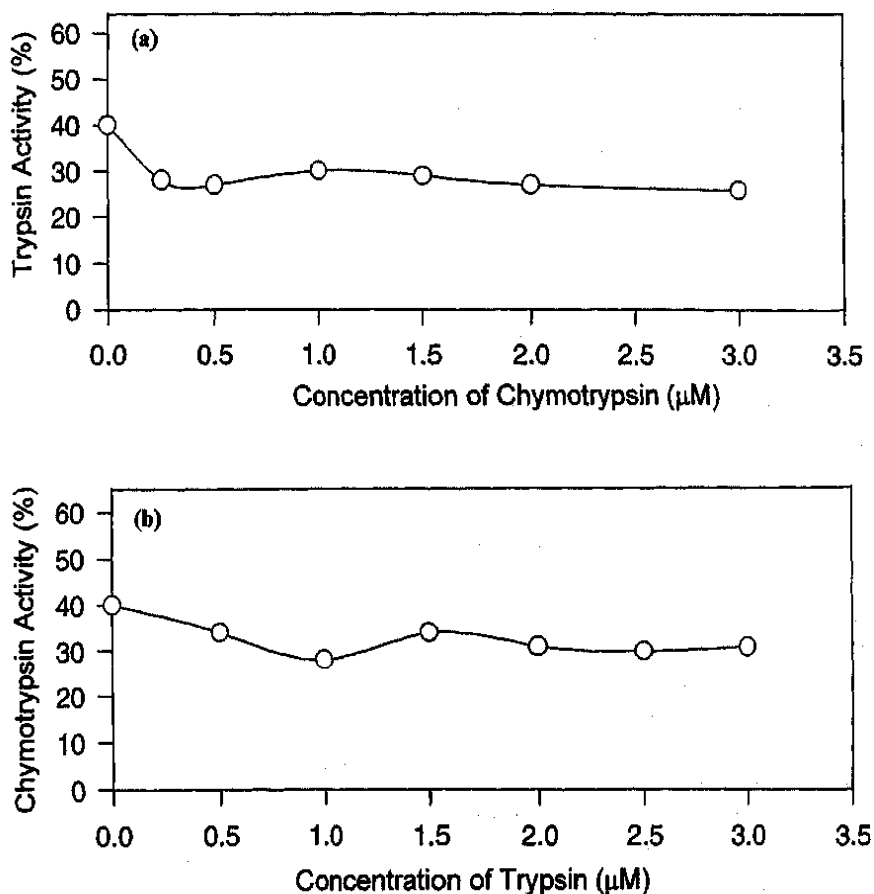 (a)
Trypsin Activity (%)
60
50
40
30
20
10
0
0.0 0.5 1.0 1.5 2.0 2.5 3.0 3.5
Concentration of Chymotrypsin (μM)
(b)
Chymotrypsin Activity (%)
60
50
40
30
20
10
0
0.0 0.5 1.0 1.5 2.0 2.5 3.0 3.5
Concentration of Trypsin (μM)